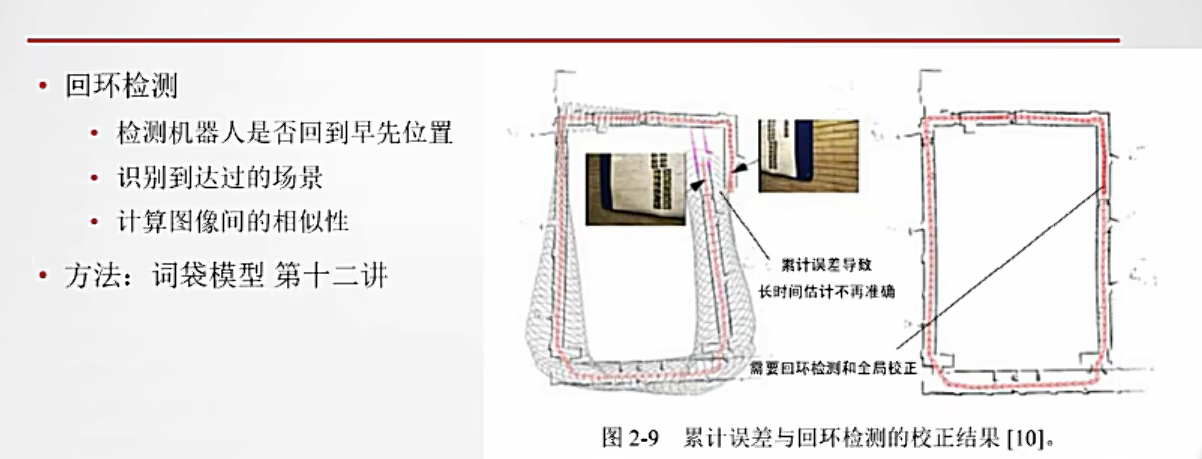 回环检测
检测机器人是否回到早先位置
识别到达过的场景
计算图像间的相似性
方法：词袋模型 第十二讲
累计误差导致
长时间估计不再准确
需要回环检测和全局校正
图 2-9 累计误差与回环检测的校正结果 [10]。